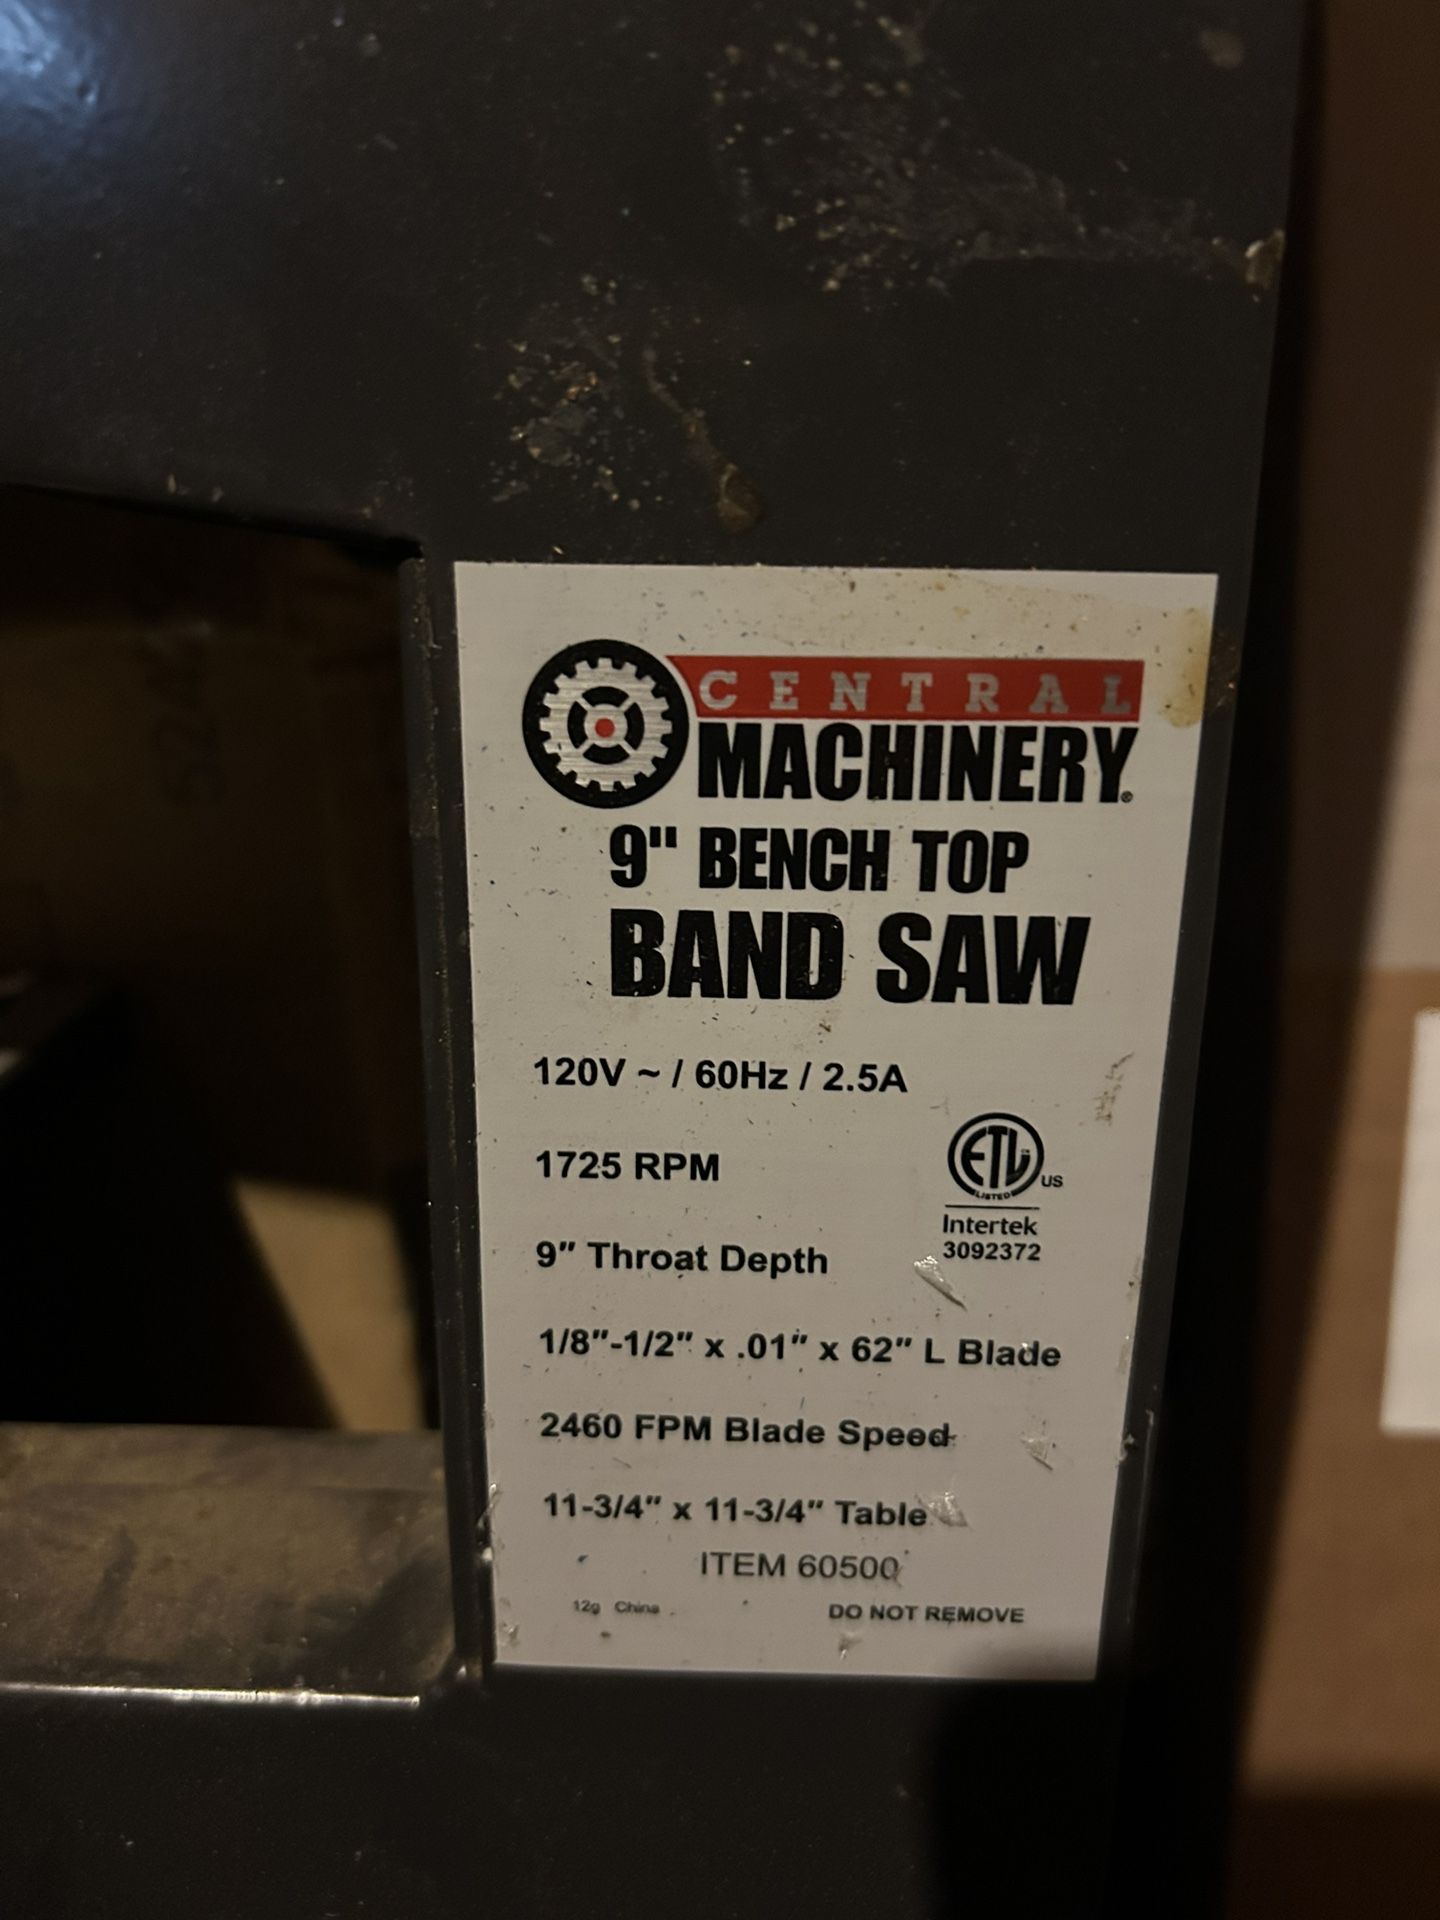 CENTRAL
MACHINERY®
9" BENCH TOP
BAND SAW
120V ~ / 60Hz / 2.5A
1725 RPM
ETL US
LISTED
Intertek
3092372
9" Throat Depth
1/8"-1/2" x .01" x 62" L Blade
2460 FPM Blade Speed
11-3/4" x 11-3/4" Table
ITEM 60500
12g China
DO NOT REMOVE